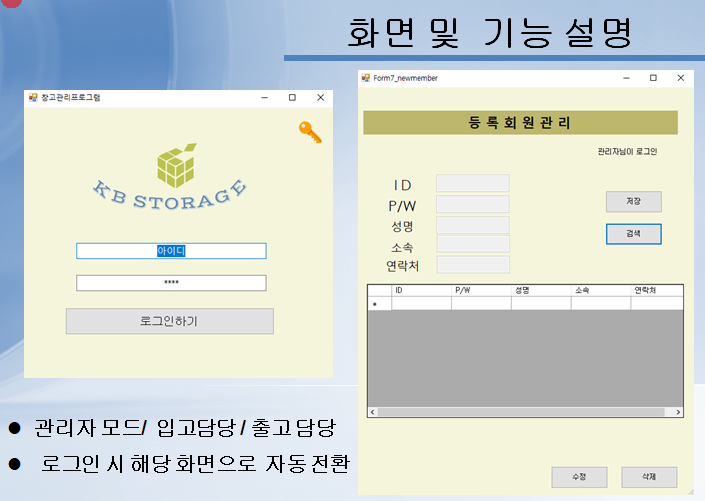 화면 및 기능 설명
창고관리프로그램
KB STORAGE
아이디
****
로그인하기
Form7_newmember
등록회원관리
관리자님이 로그인
ID
P/W
성명
소속
연락처
저장
검색
ID P/W 성명 소속 연락처
수정 삭제
● 관리자 모드/ 입고담당 / 출고 담당
● 로그인 시 해당 화면으로 자동 전환